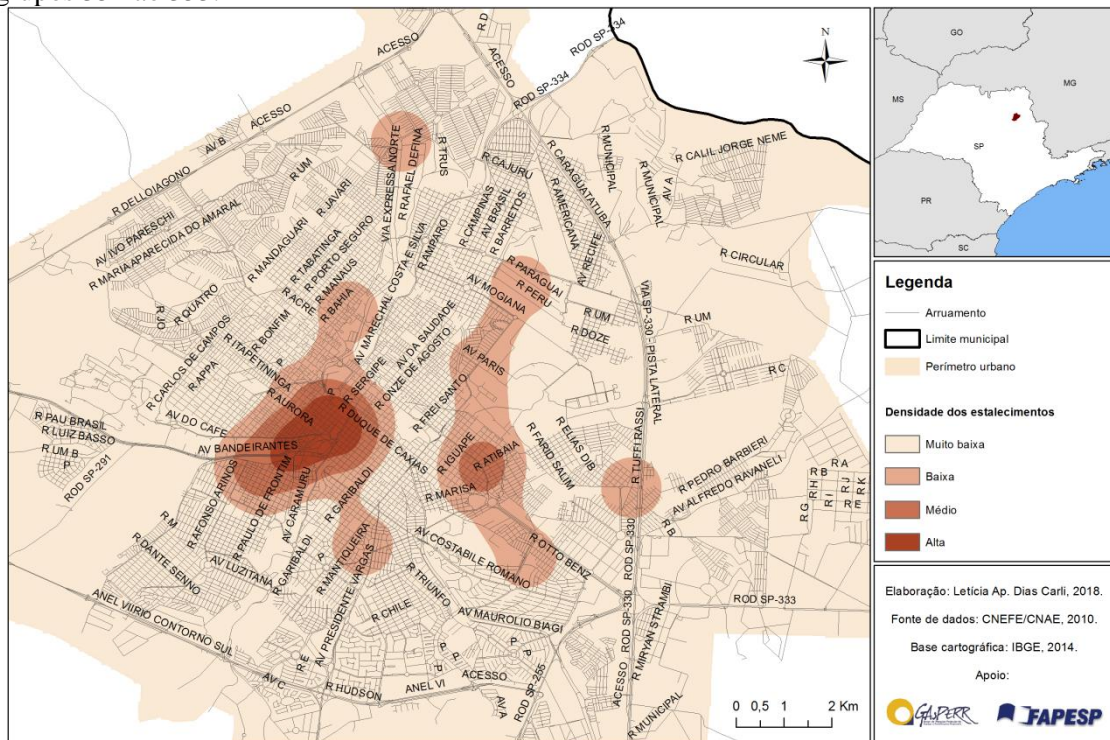 ROD SP-334
ACESSO
R D
N
ACESSO
ROD SP-334
ACESSO
AV B
R DELLO IAGONO
VIA EXPRESSA NORTE
R RAFAEL DEFINA
R TRUS
R CAJURU
R CARAGUATATUBA
R MUNICIPAL
R MUNICIPAL
AV A
R CALIL JORGE NEME
R UM
R JAVARI
AV IVO PARESCHI
R MARIA APARECIDA DO AMARAL
R MANDAGUARI
R TABATINGA
R PORTO SEGURO
R MANAUS
R ACRE
R BAHIA
AV MARECHAL COSTA E SILVA
R AMPARO
R CAMPINAS
AV BRASIL
R BARRETOS
R AMERICANA
AV RECIFE
R CIRCULAR
R PARAGUAI
R PERU
AV MOGIANA
R JO
R QUATRO
R BONFIM
R CARLOS DE CAMPOS
R ITAPETININGA
R APPA
P
AV DA SAUDADE
R ONZE DE AGOSTO
R SERGIPE
R UM
R DOZE
VIA SP-330 - PISTA LATERAL
R UM
R C
AV PARIS
R FREI SANTO
R AURORA
P
R DUQUE DE CAXIAS
AV DO CAFE
AV BANDEIRANTES
R PAU BRASIL
R LUIZ BASSO
R UM B
P
ROD SP-291
R IGUAPE
R ATIBAIA
R FARID SALIM
R ELIAS DIB
R TUFFI RASSI
R PEDRO BARBIERI
AV ALFREDO RAVANELI
R A
R B
R H
R J
R K
R G
R I
R E
R B
R M
R AFONSO ARINOS
R PAULO DE FRONTIM
AV CARAMURU
R GARIBALDI
R MARISA
R DANTE SENNO
AV LUZITANA
R GARIBALDI
P
R MANTIQUEIRA
AV PRESIDENTE VARGAS
AV COSTABILE ROMANO
R OTTO BENZ
R TRIUNFO
R CHILE
AV MAUROLIO BIAGI
ROD SP-330
ROD SP-330
ROD SP-333
R MIRYAN STRAMBI
ANEL VIIRIO CONTORNO SUL
AV C
R E
R HUDSON
ANEL VI
ACESSO
P
P
P
P
P
AV A
ROD SP-255
ACESSO
R MUNICIPAL
0 0,5 1 2 Km
GO
MG
MS
SP
PR
SC
Legenda
Arruamento
Limite municipal
Perímetro urbano
Densidade dos estalecimentos
Muito baixa
Baixa
Médio
Alta
Elaboração: Letícia Ap. Dias Carli, 2018.
Fonte de dados: CNEFE/CNAE, 2010.
Base cartográfica: IBGE, 2014.
Apoio:
GAsPERR
FAPESP